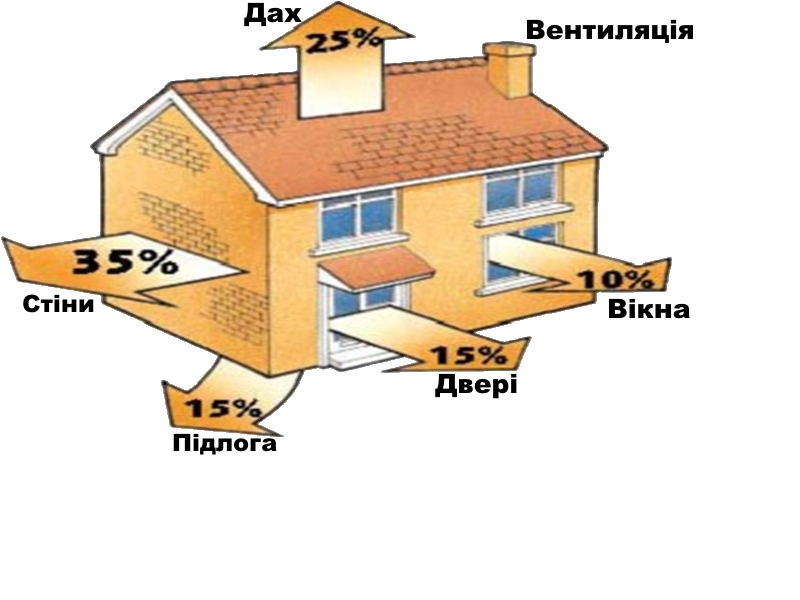 Дах
25%
Вентиляція
35%
Стіни
10%
Вікна
15%
Двері
15%
Підлога